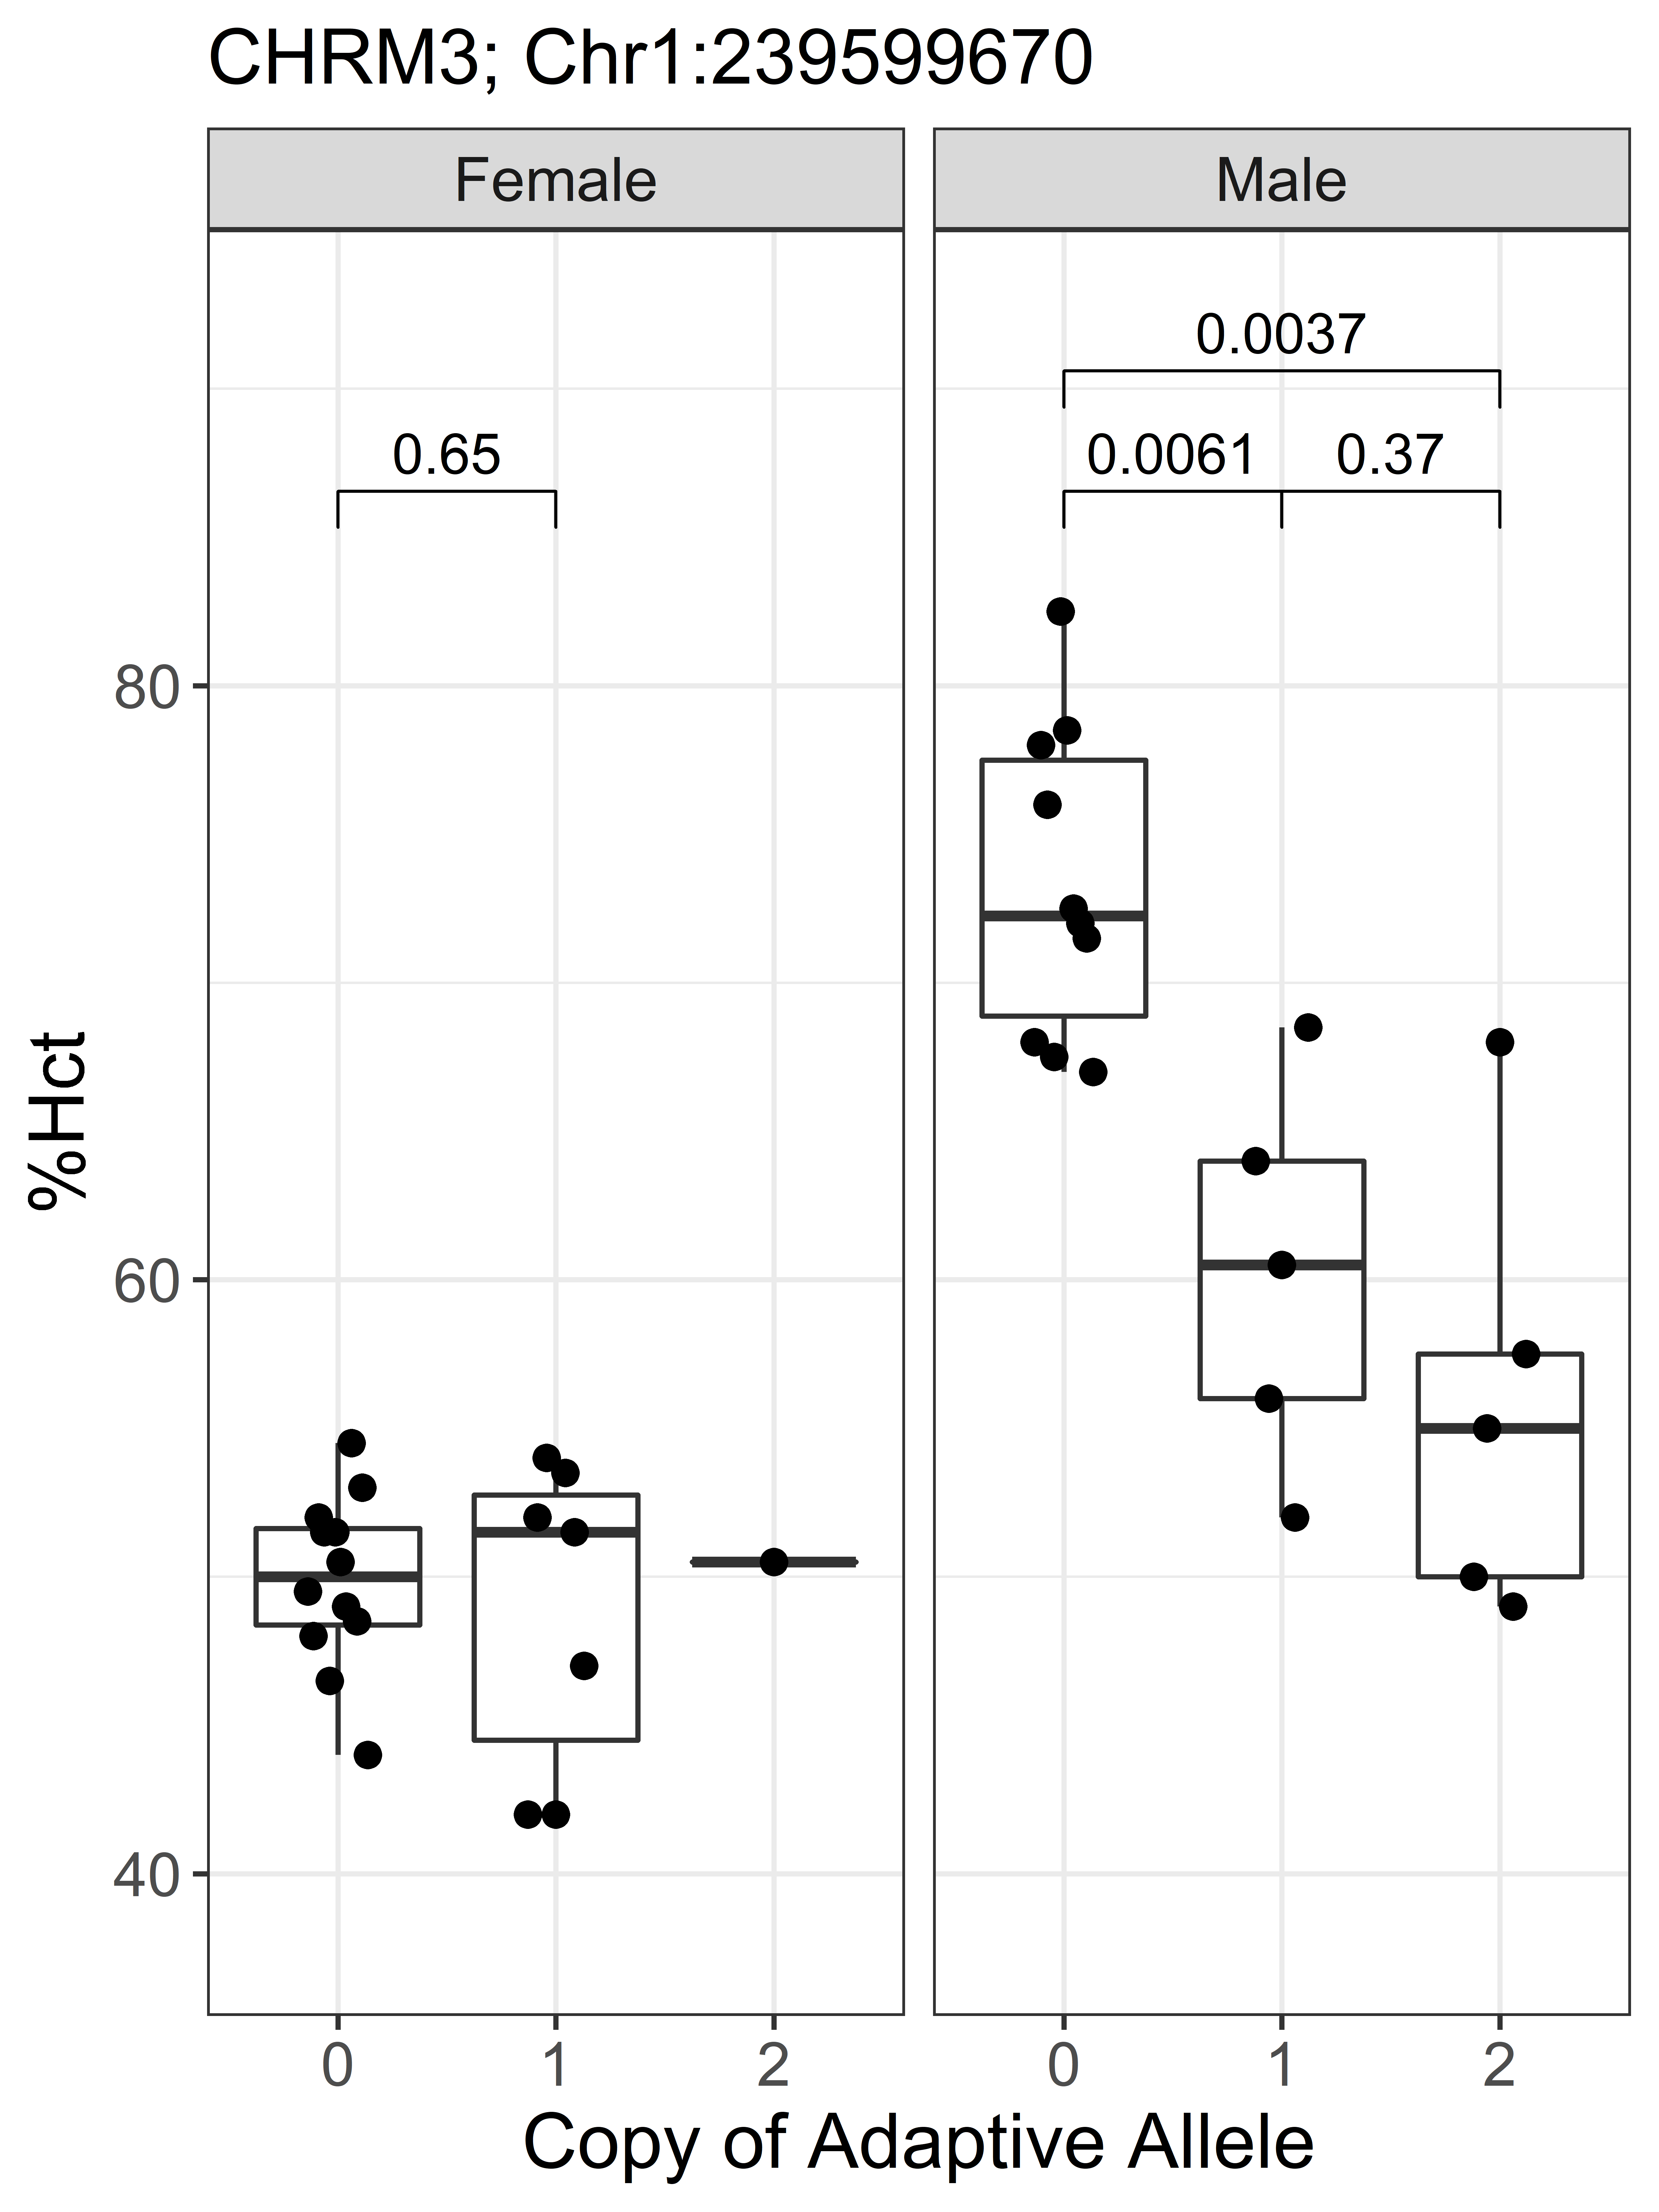 CHRM3; Chr1:239599670
Female
Male
0.0037
0.65
0.0061
0.37
80
60
40
%Hct
0 1 2
0 1 2
Copy of Adaptive Allele